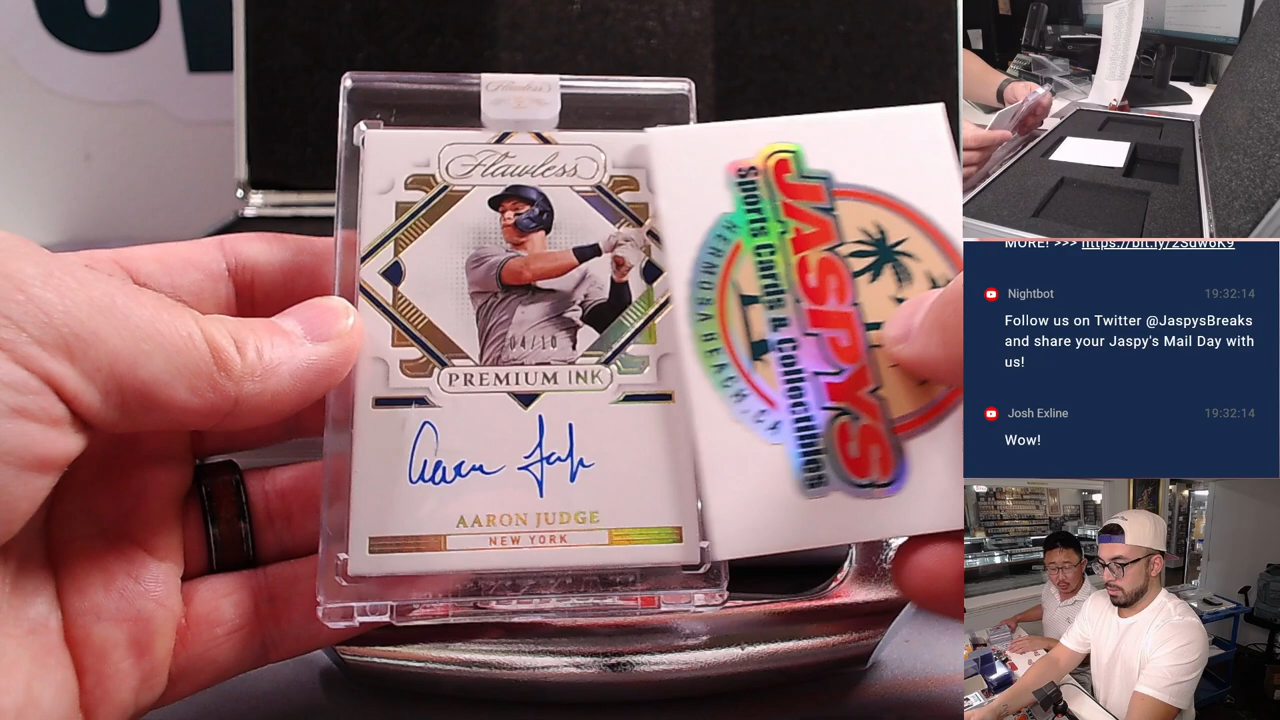 Flawless
Flawless
04/10
PREMIUM INK
Aaron Judge
AARON JUDGE
NEW YORK
JASPYS
Sports Cards & Collectibles
HERMOSA BEACH, CA
MORE! >>> https://bit.ly/2Sdw6K9
Nightbot 19:32:14
Follow us on Twitter @JaspysBreaks
and share your Jaspy's Mail Day with
us!
Josh Exline 19:32:14
Wow!